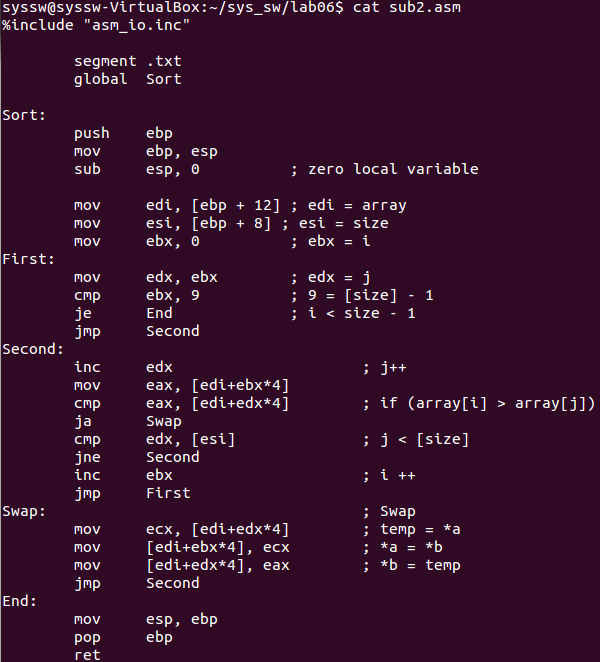 syssw@syssw-VirtualBox:~/sys_sw/lab06$ cat sub2.asm
%include "asm_io.inc"
segment .txt
global Sort
Sort:
push ebp
mov ebp, esp
sub esp, 0 ; zero local variable
mov edi, [ebp + 12] ; edi = array
mov esi, [ebp + 8] ; esi = size
mov ebx, 0 ; ebx = i
First:
mov edx, ebx ; edx = j
cmp ebx, 9 ; 9 = [size] - 1
je End ; i < size - 1
jmp Second
Second:
inc edx ; j++
mov eax, [edi+ebx*4]
cmp eax, [edi+edx*4] ; if (array[i] > array[j])
ja Swap
cmp edx, [esi] ; j < [size]
jne Second
inc ebx ; i ++
jmp First
Swap: ; Swap
mov ecx, [edi+edx*4] ; temp = *a
mov [edi+ebx*4], ecx ; *a = *b
mov [edi+edx*4], eax ; *b = temp
jmp Second
End:
mov esp, ebp
pop ebp
ret